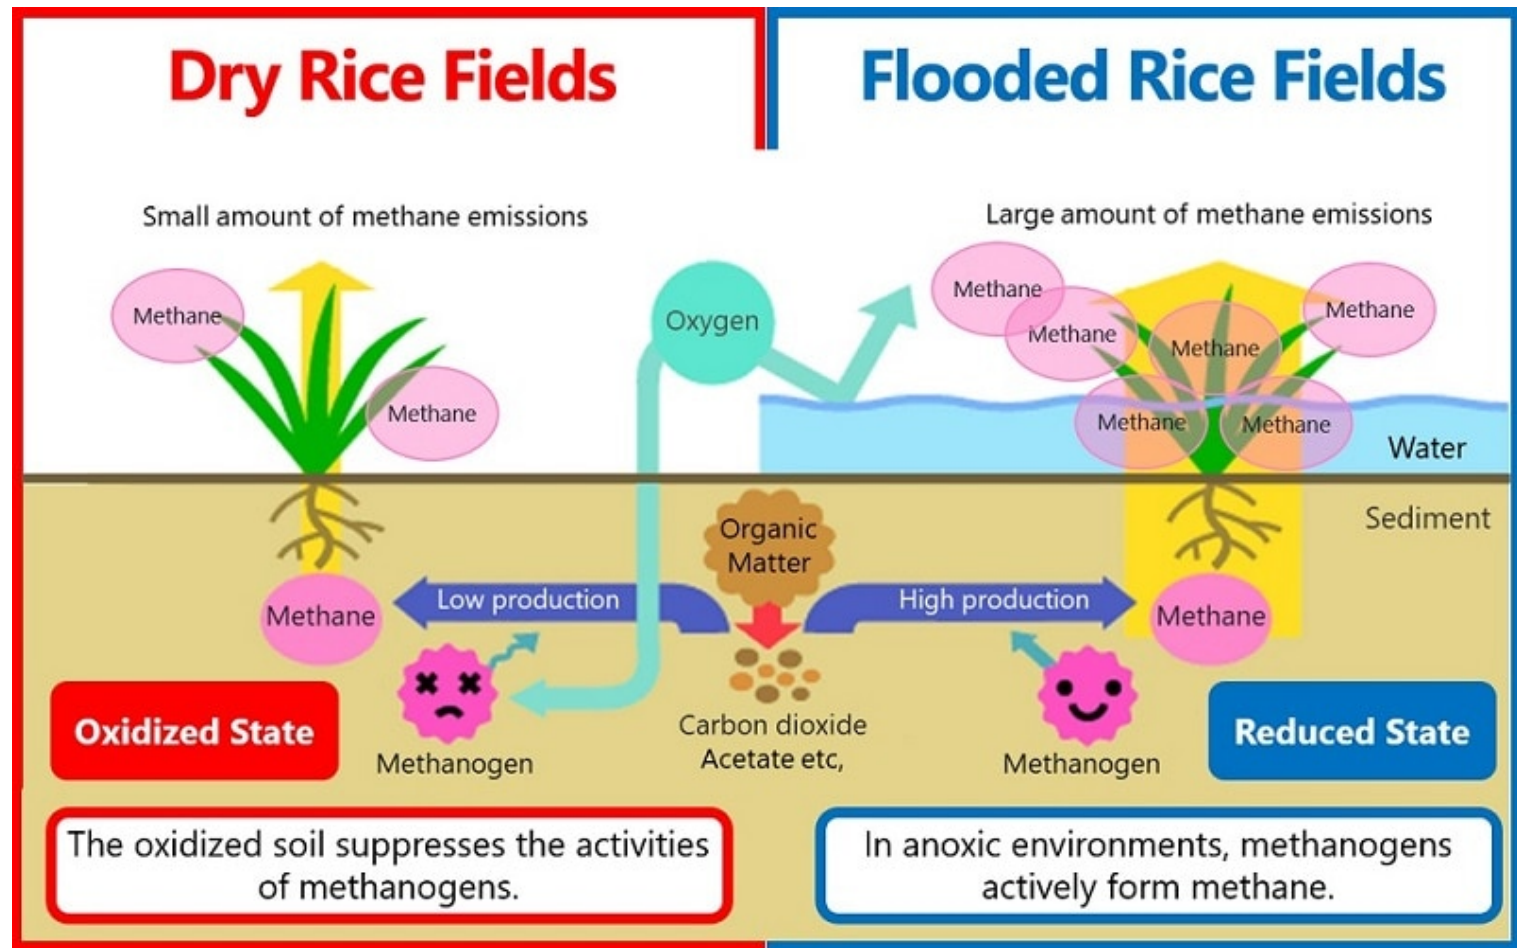 Dry Rice Fields
Flooded Rice Fields
Small amount of methane emissions
Large amount of methane emissions
Methane
Methane
Oxygen
Methane
Methane
Methane
Methane
Methane
Methane
Water
Sediment
Organic
Matter
Methane
Low production
High production
Methane
Oxidized State
Methanogen
Carbon dioxide
Acetate etc,
Methanogen
Reduced State
The oxidized soil suppresses the activities
of methanogens.
In anoxic environments, methanogens
actively form methane.